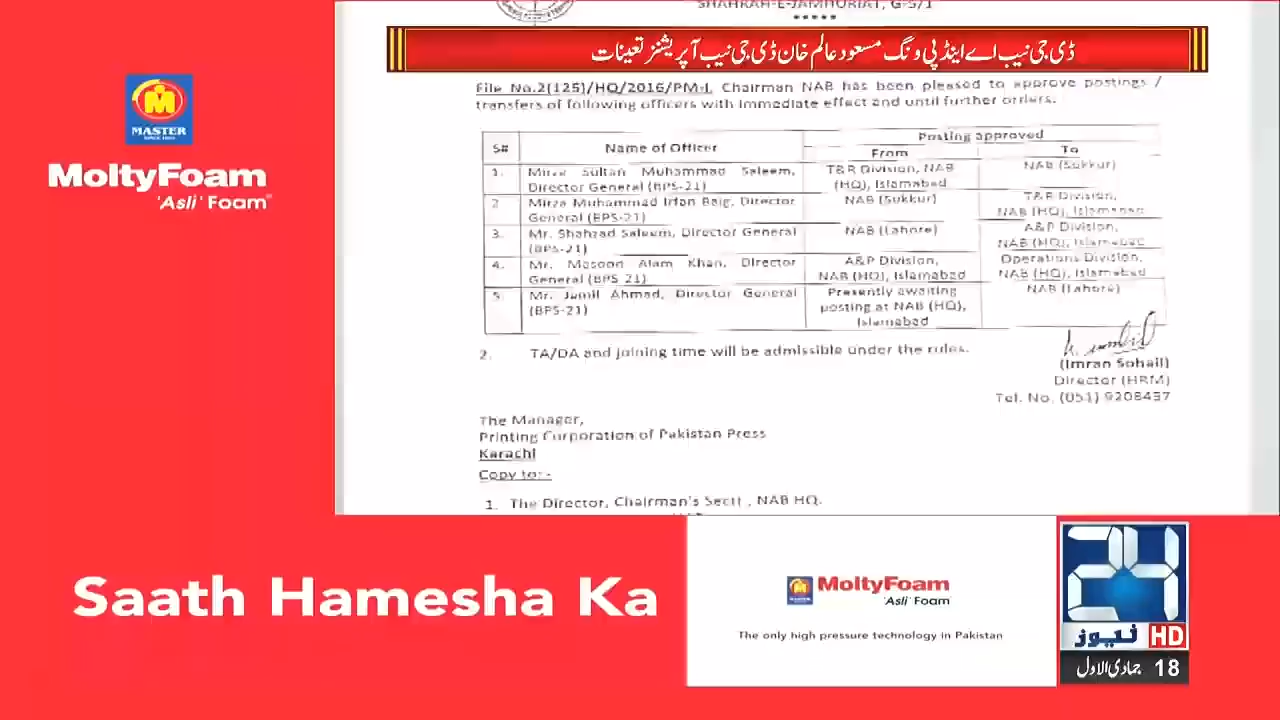 SHAHRAH-E-JAMHURIAT, G-5/1
*****
ڈی جی نیب اے اینڈ پی ونگ مسعود عالم خان ڈی جی نیب آپریشنز تعینات
File No.2(125)/HQ/2016/PM-I. Chairman NAB has been pleased to approve postings /
transfers of following officers with immediate effect and until further orders.
S# Name of Officer Posting approved
From To
1. Mirza Sultan Muhammad Saleem, Director General (BPS-21) T&R Division, NAB (HQ), Islamabad NAB (Sukkur)
2. Mirza Muhammad Irfan Baig, Director General (BPS-21) NAB (Sukkur) T&R Division, NAB (HQ), Islamabad
3. Mr. Shahzad Saleem, Director General (BPS-21) NAB (Lahore) A&P Division, NAB (HQ), Islamabad
4. Mr. Masood Alam Khan, Director General (BPS-21) A&P Division, NAB (HQ), Islamabad Operations Division, NAB (HQ), Islamabad
5. Mr. Jamil Ahmad, Director General (BPS-21) Presently awaiting posting at NAB (HQ), Islamabad NAB (Lahore)
2. TA/DA and joining time will be admissible under the rules.
(Imran Sohail)
Director (HRM)
Tel. No. (051) 9208437
The Manager,
Printing Corporation of Pakistan Press
Karachi
Copy to:-
1. The Director, Chairman's Sectt, NAB HQ.
MASTER
SINCE 1963
MoltyFoam
'Asli' Foam
Saath Hamesha Ka
MASTER
MoltyFoam
'Asli' Foam
The only high pressure technology in Pakistan
24
نیوز HD
18 جمادی الاول